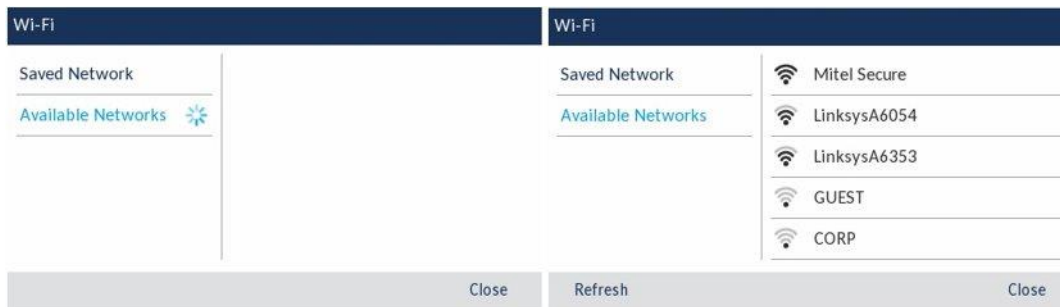 Wi-Fi
Saved Network
Available Networks
Close
Wi-Fi
Saved Network
Available Networks
Mitel Secure
LinksysA6054
LinksysA6353
GUEST
CORP
Refresh
Close